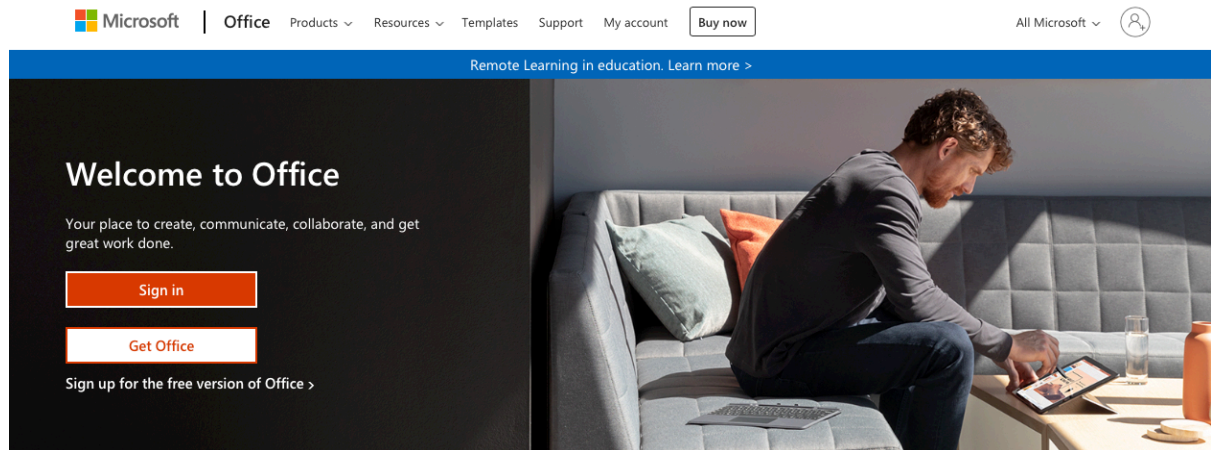 Microsoft Office Products Resources Templates Support My account Buy now All Microsoft
Remote Learning in education. Learn more >
Welcome to Office
Your place to create, communicate, collaborate, and get
great work done.
Sign in
Get Office
Sign up for the free version of Office >